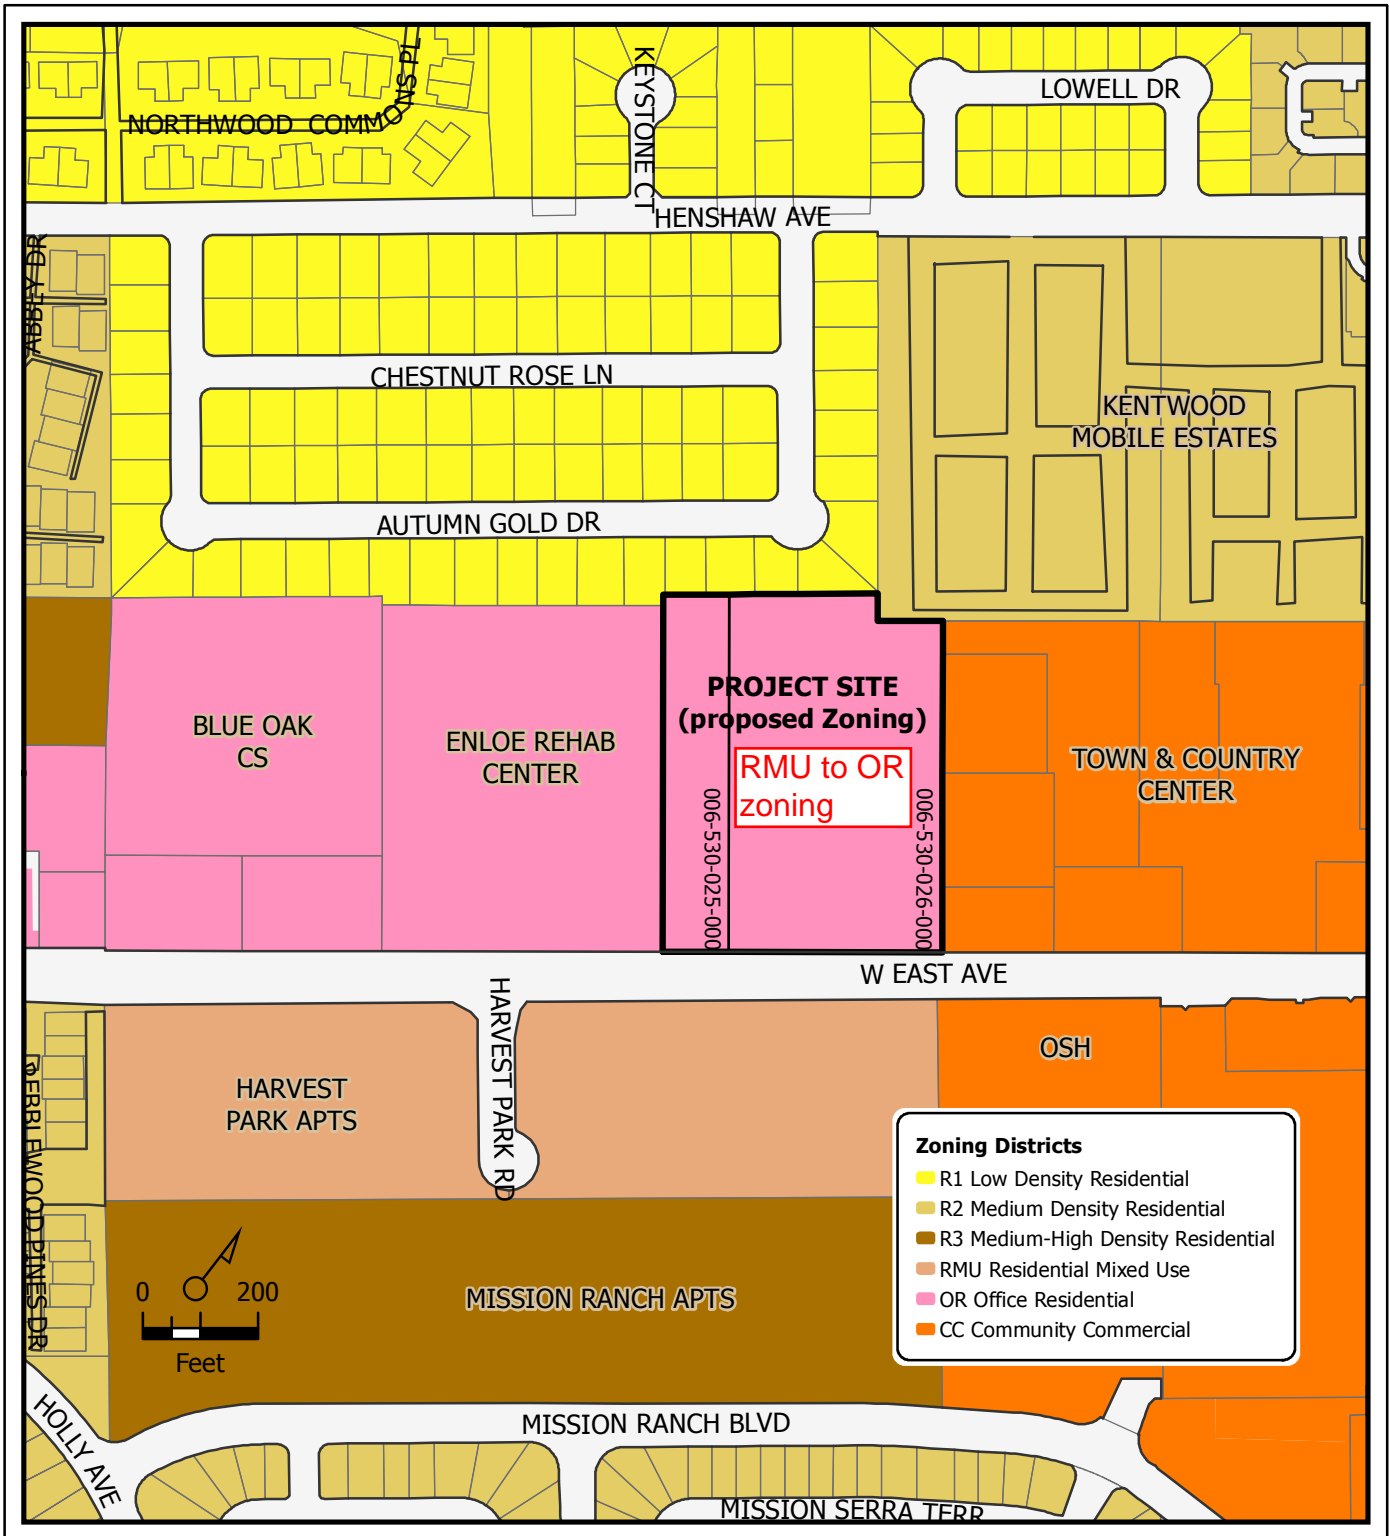 NORTHWOOD COMMONS PL
KEYSTONE CT
LOWELL DR
HENSHAW AVE
ABBEY DR
CHESTNUT ROSE LN
KENTWOOD
MOBILE ESTATES
AUTUMN GOLD DR
PROJECT SITE
(proposed Zoning)
RMU to OR
zoning
BLUE OAK
CS
ENLOE REHAB
CENTER
TOWN & COUNTRY
CENTER
006-530-025-000
006-530-026-000
W EAST AVE
HARVEST PARK RD
OSH
HARVEST
PARK APTS
PEBBLEWOOD PINES DR
Zoning Districts
R1 Low Density Residential
R2 Medium Density Residential
R3 Medium-High Density Residential
RMU Residential Mixed Use
OR Office Residential
CC Community Commercial
0 200
Feet
MISSION RANCH APTS
HOLLY AVE
MISSION RANCH BLVD
MISSION SERRA TERR